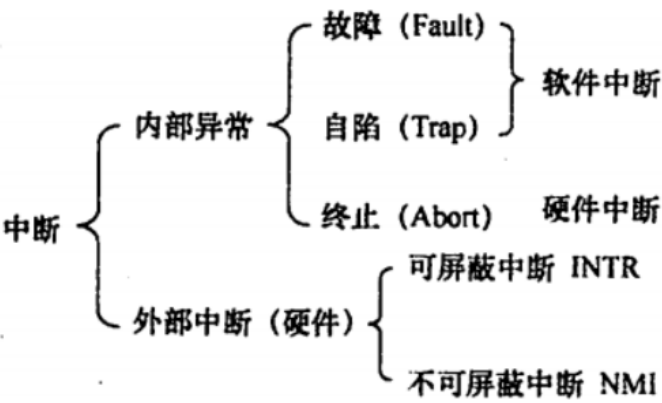 故障（Fault）
软件中断
内部异常
自陷（Trap）
终止（Abort）
硬件中断
中断
可屏蔽中断 INTR
外部中断（硬件）
不可屏蔽中断 NMI